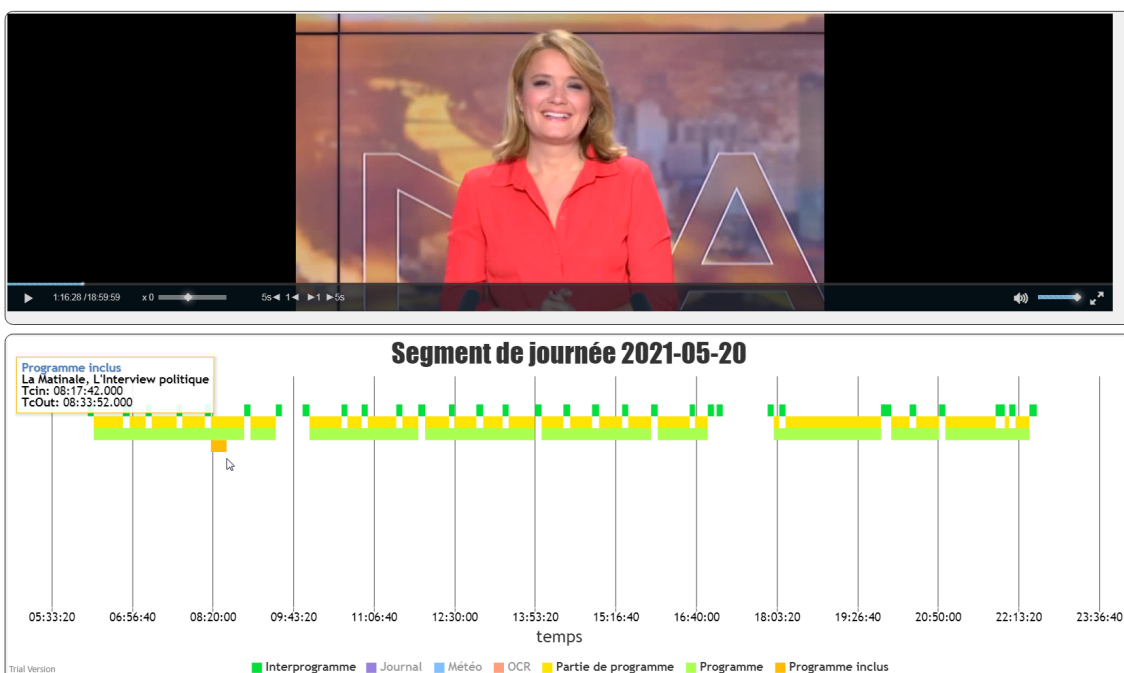 1:16:28 /18:59:59
x 0
5s◄ 1◄ ►1 ►5s
Segment de journée 2021-05-20
Programme inclus
La Matinale, L'Interview politique
Tcin: 08:17:42.000
TcOut: 08:33:52.000
05:33:20 06:56:40 08:20:00 09:43:20 11:06:40 12:30:00 13:53:20 15:16:40 16:40:00 18:03:20 19:26:40 20:50:00 22:13:20 23:36:40
temps
Trial Version
Interprogramme Journal Météo OCR Partie de programme Programme Programme inclus